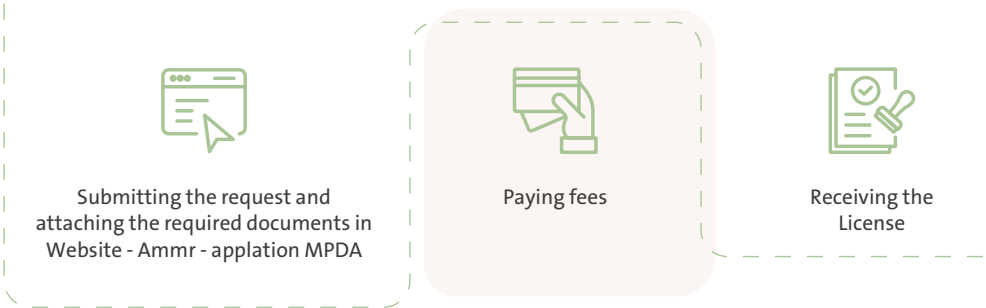 Submitting the request and
attaching the required documents in
Website - Ammr - applation MPDA
Paying fees
Receiving the
License